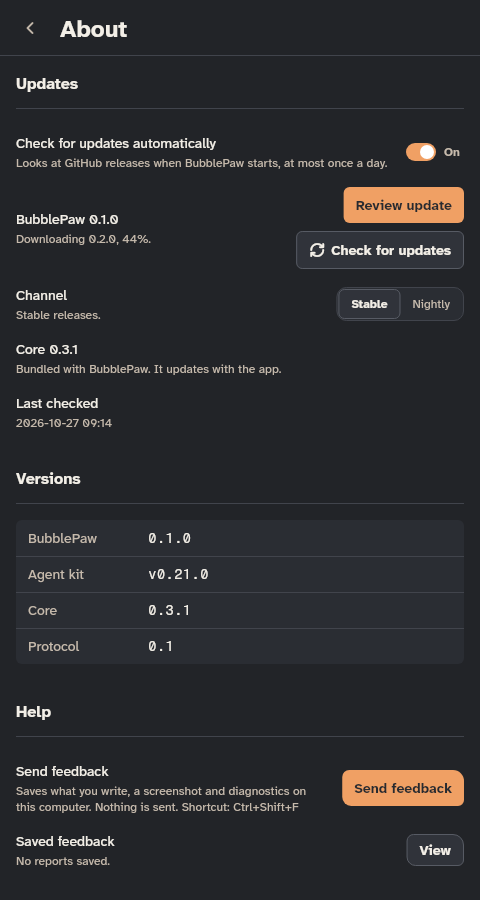 About
Updates
Check for updates automatically
Looks at GitHub releases when BubblePaw starts, at most once a day.
On
BubblePaw 0.1.0
Downloading 0.2.0, 44%.
Review update
Check for updates
Channel
Stable releases.
Stable
Nightly
Core 0.3.1
Bundled with BubblePaw. It updates with the app.
Last checked
2026-10-27 09:14
Versions
BubblePaw 0.1.0
Agent kit v0.21.0
Core 0.3.1
Protocol 0.1
Help
Send feedback
Saves what you write, a screenshot and diagnostics on
this computer. Nothing is sent. Shortcut: Ctrl+Shift+F
Send feedback
Saved feedback
No reports saved.
View